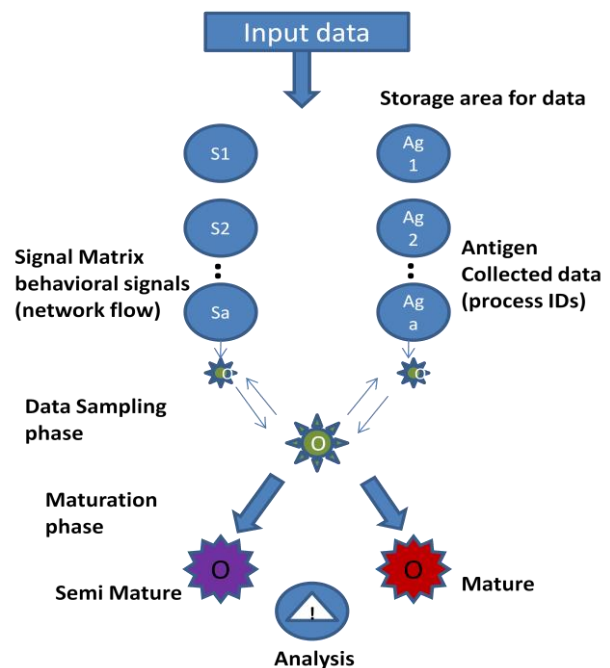 Input data
Storage area for data
S1
Ag
1
S2
Ag
2
Signal Matrix
behavioral signals
(network flow)
Antigen
Collected data
(process IDs)
Sa
Ag
a
O
O
Data Sampling
phase
O
Maturation
phase
O
O
Semi Mature
Mature
!
Analysis